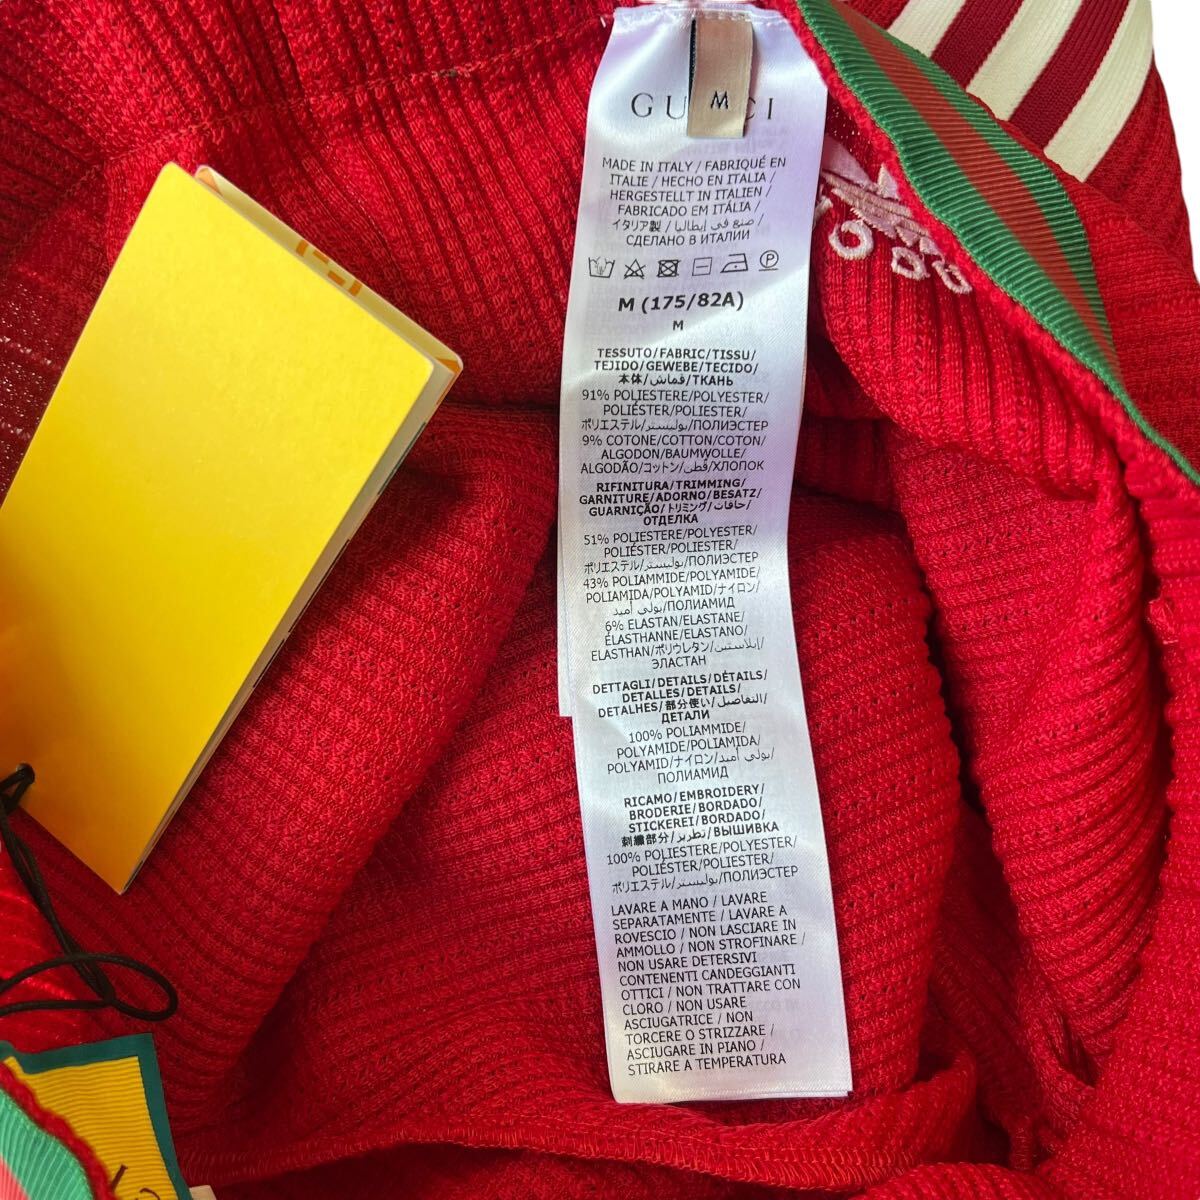 GUCCI
M
MADE IN ITALY / FABRIQUÉ EN
ITALIE / HECHO EN ITALIA /
HERGESTELLT IN ITALIEN /
FABRICADO EM ITÁLIA /
イタリア製 / صنع في إيطاليا /
СДЕЛАНО В ИТАЛИИ
M (175/82A)
M
TESSUTO/FABRIC/TISSU/
TEJIDO/GEWEBE/TECIDO/
本体/قماش/ТКАНЬ
91% POLIESTERE/POLYESTER/
POLIÉSTER/POLIESTER/
ポリエステル/بوليستر/ПОЛИЭСТЕР
9% COTONE/COTTON/COTON/
ALGODON/BAUMWOLLE/
ALGODÃO/コットン/قطن/ХЛОПОК
RIFINITURA/TRIMMING/
GARNITURE/ADORNO/BESATZ/
GUARNIÇÃO/トリミング/حافات/
ОТДЕЛКА
51% POLIESTERE/POLYESTER/
POLIÉSTER/POLIESTER/
ポリエステル/بوليستر/ПОЛИЭСТЕР
43% POLIAMMIDE/POLYAMIDE/
POLIAMIDA/POLYAMID/ナイロン/
بولي أميد/ПОЛИАМИД
6% ELASTAN/ELASTANE/
ÉLASTHANNE/ELASTANO/
ELASTHAN/ポリウレタン/إيلاستين/
ЭЛАСТАН
DETTAGLI/DETAILS/DÉTAILS/
DETALLES/DETAILS/
DETALHES/部分使い/التفاصيل/
ДЕТАЛИ
100% POLIAMMIDE/
POLYAMIDE/POLIAMIDA/
POLYAMID/ナイロン/بولي أميد/
ПОЛИАМИД
RICAMO/EMBROIDERY/
BRODERIE/BORDADO/
STICKEREI/BORDADO/
刺繍部分/تطريز/ВЫШИВКА
100% POLIESTERE/POLYESTER/
POLIÉSTER/POLIESTER/
ポリエステル/بوليستر/ПОЛИЭСТЕР
LAVARE A MANO / LAVARE
SEPARATAMENTE / LAVARE A
ROVESCIO / NON LASCIARE IN
AMMOLLO / NON STROFINARE /
NON USARE DETERSIVI
CONTENENTI CANDEGGIANTI
OTTICI / NON TRATTARE CON
CLORO / NON USARE
ASCIUGATRICE / NON
TORCERE O STRIZZARE /
ASCIUGARE IN PIANO /
STIRARE A TEMPERATURA